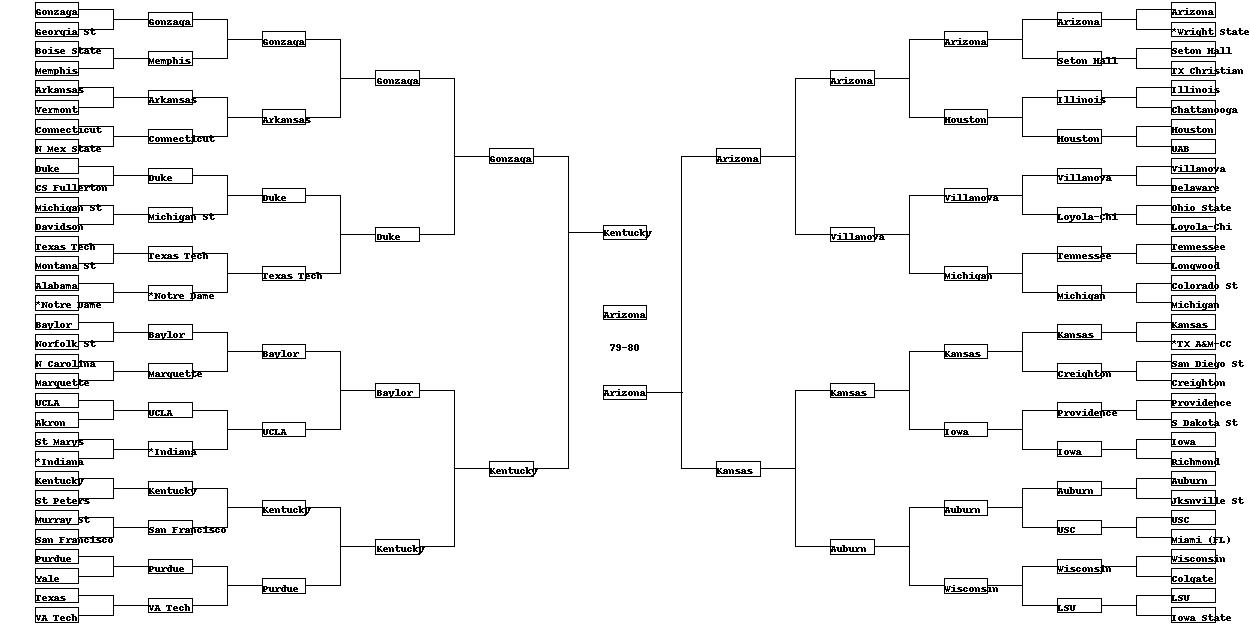 Gonzaga
Georgia St
Boise State
Memphis
Arkansas
Vermont
Connecticut
N Mex State
Duke
CS Fullerton
Michigan St
Davidson
Texas Tech
Montana St
Alabama
*Notre Dame
Baylor
Norfolk St
N Carolina
Marquette
UCLA
Akron
St Marys
*Indiana
Kentucky
St Peters
Murray St
San Francisco
Purdue
Yale
Texas
VA Tech
Gonzaga
Memphis
Arkansas
Connecticut
Duke
Michigan St
Texas Tech
*Notre Dame
Baylor
Marquette
UCLA
*Indiana
Kentucky
San Francisco
Purdue
VA Tech
Gonzaga
Arkansas
Duke
Texas Tech
Baylor
UCLA
Kentucky
Purdue
Gonzaga
Duke
Baylor
Kentucky
Gonzaga
Kentucky
Kentucky
Arizona
79-80
Arizona
Arizona
Kansas
Arizona
Villanova
Kansas
Auburn
Arizona
Houston
Villanova
Michigan
Kansas
Iowa
Auburn
Wisconsin
Arizona
Seton Hall
Illinois
Houston
Villanova
Loyola-Chi
Tennessee
Michigan
Kansas
Creighton
Providence
Iowa
Auburn
USC
Wisconsin
LSU
Arizona
*Wright State
Seton Hall
TX Christian
Illinois
Chattanooga
Houston
UAB
Villanova
Delaware
Ohio State
Loyola-Chi
Tennessee
Longwood
Colorado St
Michigan
Kansas
*TX A&M-CC
San Diego St
Creighton
Providence
S Dakota St
Iowa
Richmond
Auburn
Jksnville St
USC
Miami (FL)
Wisconsin
Colgate
LSU
Iowa State